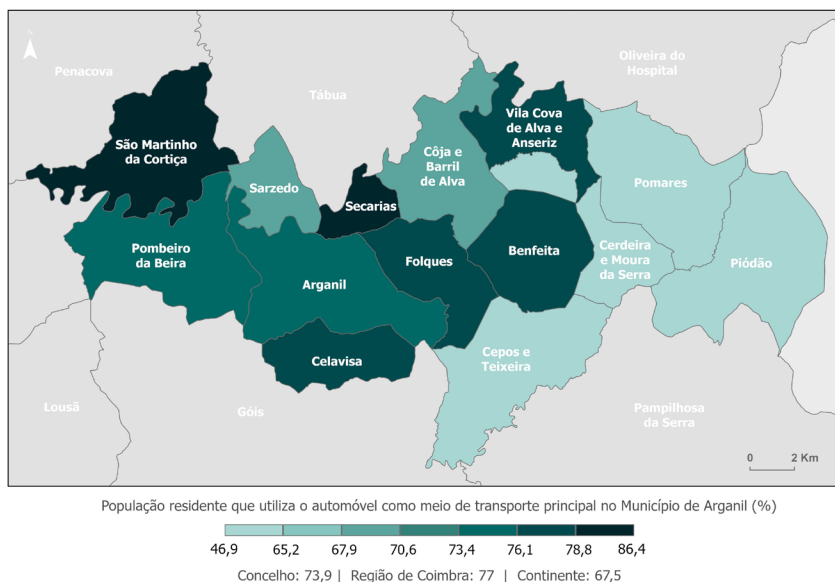 N
Oliveira do
Hospital
Penacova
Tábua
Vila Cova
de Alva e
Anseriz
São Martinho
da Cortiça
Côja e
Barril
de Alva
Sarzedo
Pomares
Secarias
Pombeiro
da Beira
Benfeita
Cerdeira
e Moura
da Serra
Folques
Piódão
Arganil
Celavisa
Cepos e
Teixeira
Lousã
Góis
Pampilhosa
da Serra
0 2 Km
População residente que utiliza o automóvel como meio de transporte principal no Município de Arganil (%)
46,9 65,2 67,9 70,6 73,4 76,1 78,8 86,4
Concelho: 73,9 | Região de Coimbra: 77 | Continente: 67,5